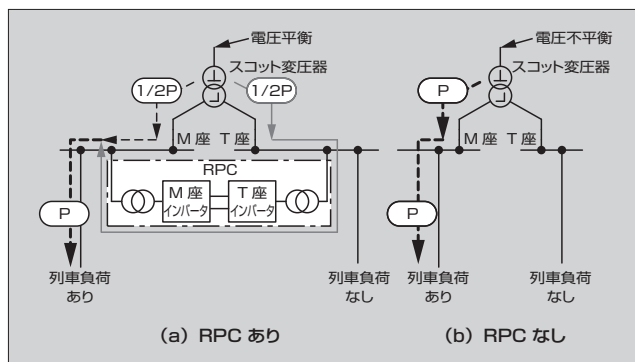 電圧平衡
スコット変圧器
1/2P
1/2P
M座 T座
RPC
M座
インバータ
T座
インバータ
P
列車負荷
あり
列車負荷
なし
(a) RPC あり
電圧不平衡
スコット変圧器
P
M座 T座
P
列車負荷
あり
列車負荷
なし
(b) RPC なし